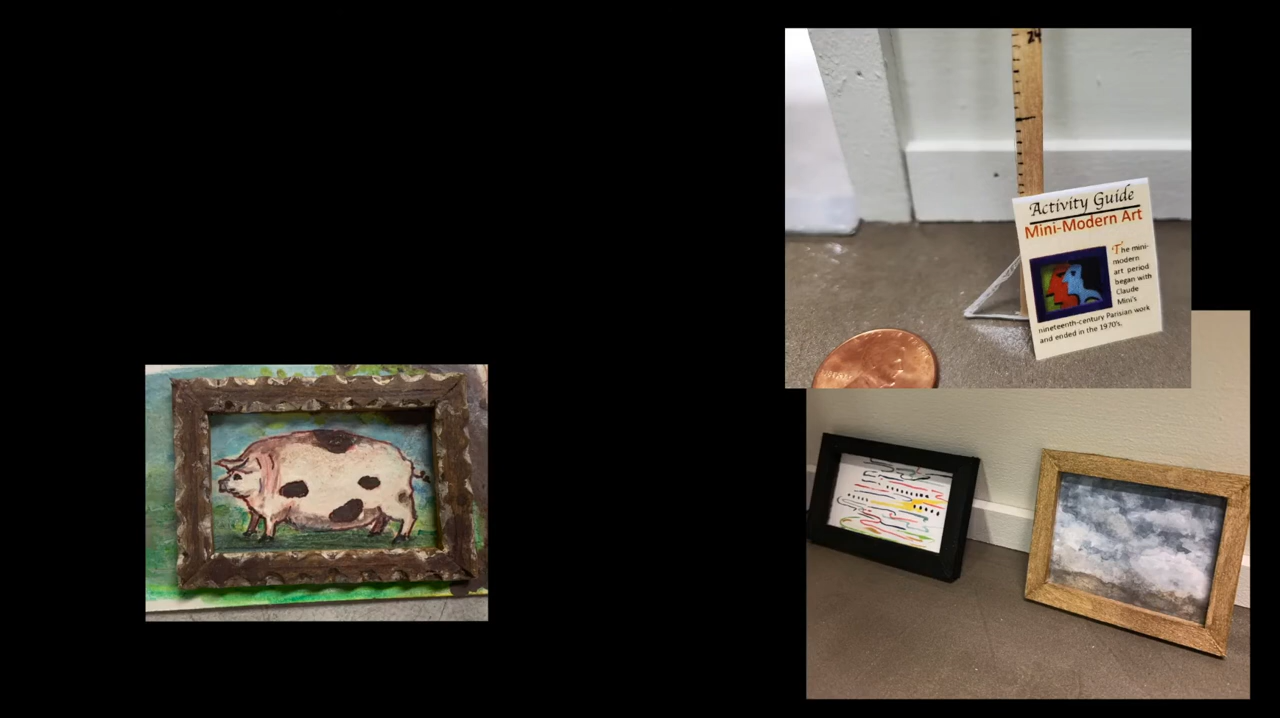 24
Activity Guide
Mini-Modern Art
The mini-
modern
art period
began with
Claude
Mini's
nineteenth-century Parisian work
and ended in the 1970's.